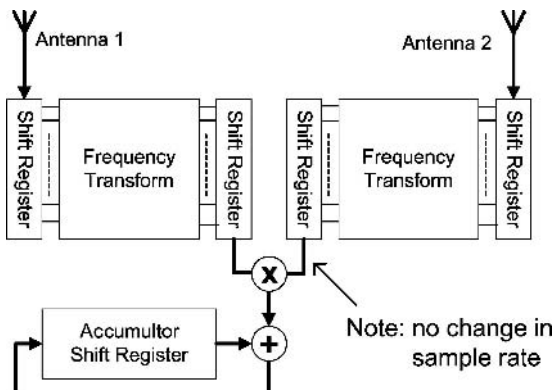 Antenna 1
Antenna 2
Shift Register
Frequency
Transform
Shift Register
Shift Register
Frequency
Transform
Shift Register
X
+
Accumultor
Shift Register
Note: no change in
sample rate